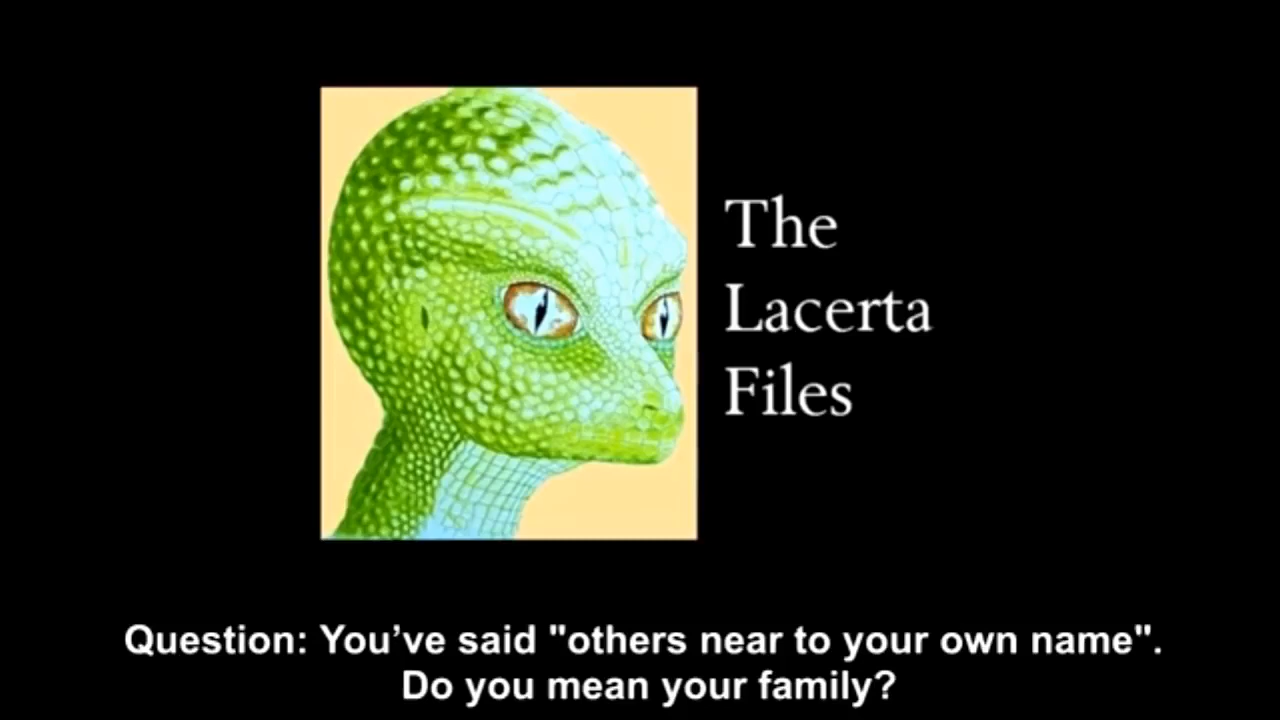 The
Lacerta
Files
Question: You’ve said "others near to your own name".
Do you mean your family?